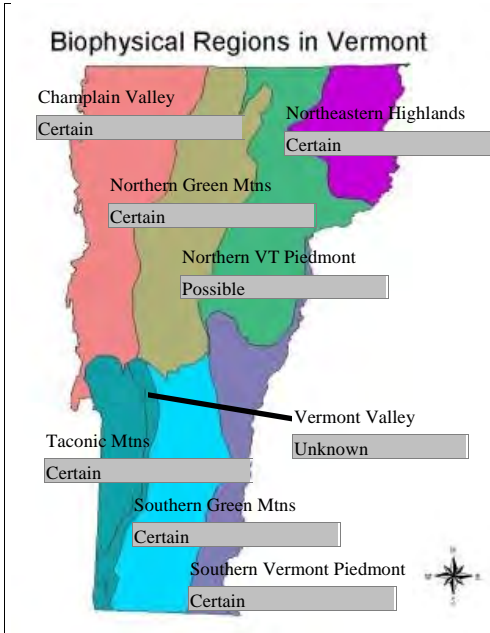 Biophysical Regions in Vermont
Champlain Valley
Certain
Northeastern Highlands
Certain
Northern Green Mtns
Certain
Northern VT Piedmont
Possible
Vermont Valley
Unknown
Taconic Mtns
Certain
Southern Green Mtns
Certain
Southern Vermont Piedmont
Certain